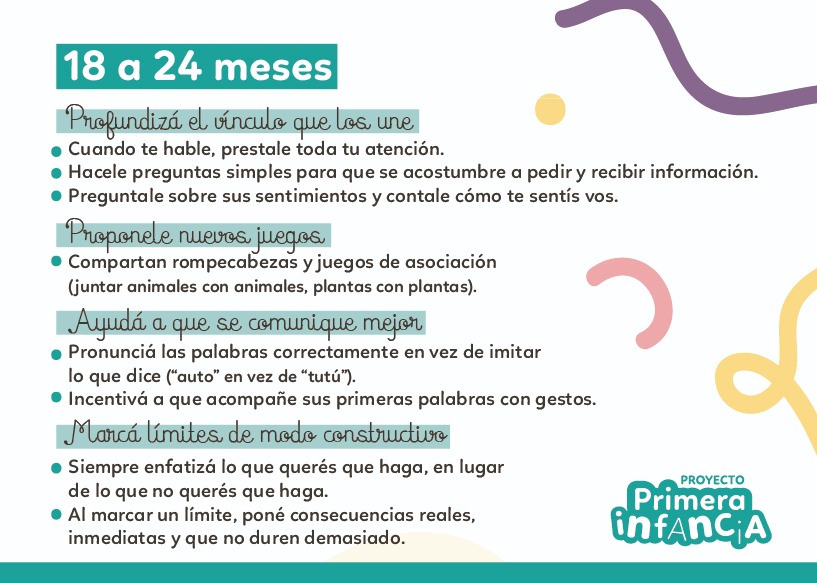 18 a 24 meses
Profundizá el vínculo que los une
Cuando te hable, prestale toda tu atención.
Hacele preguntas simples para que se acostumbre a pedir y recibir información.
Preguntale sobre sus sentimientos y contale cómo te sentís vos.
Proponele nuevos juegos
Compartan rompecabezas y juegos de asociación
(juntar animales con animales, plantas con plantas).
Ayudá a que se comunique mejor
Pronunciá las palabras correctamente en vez de imitar
lo que dice (“auto” en vez de “tutú”).
Incentivá a que acompañe sus primeras palabras con gestos.
Marcá límites de modo constructivo
Siempre enfatizá lo que querés que haga, en lugar
de lo que no querés que haga.
Al marcar un límite, poné consecuencias reales,
inmediatas y que no duren demasiado.
PROYECTO
Primera
infAnCiA